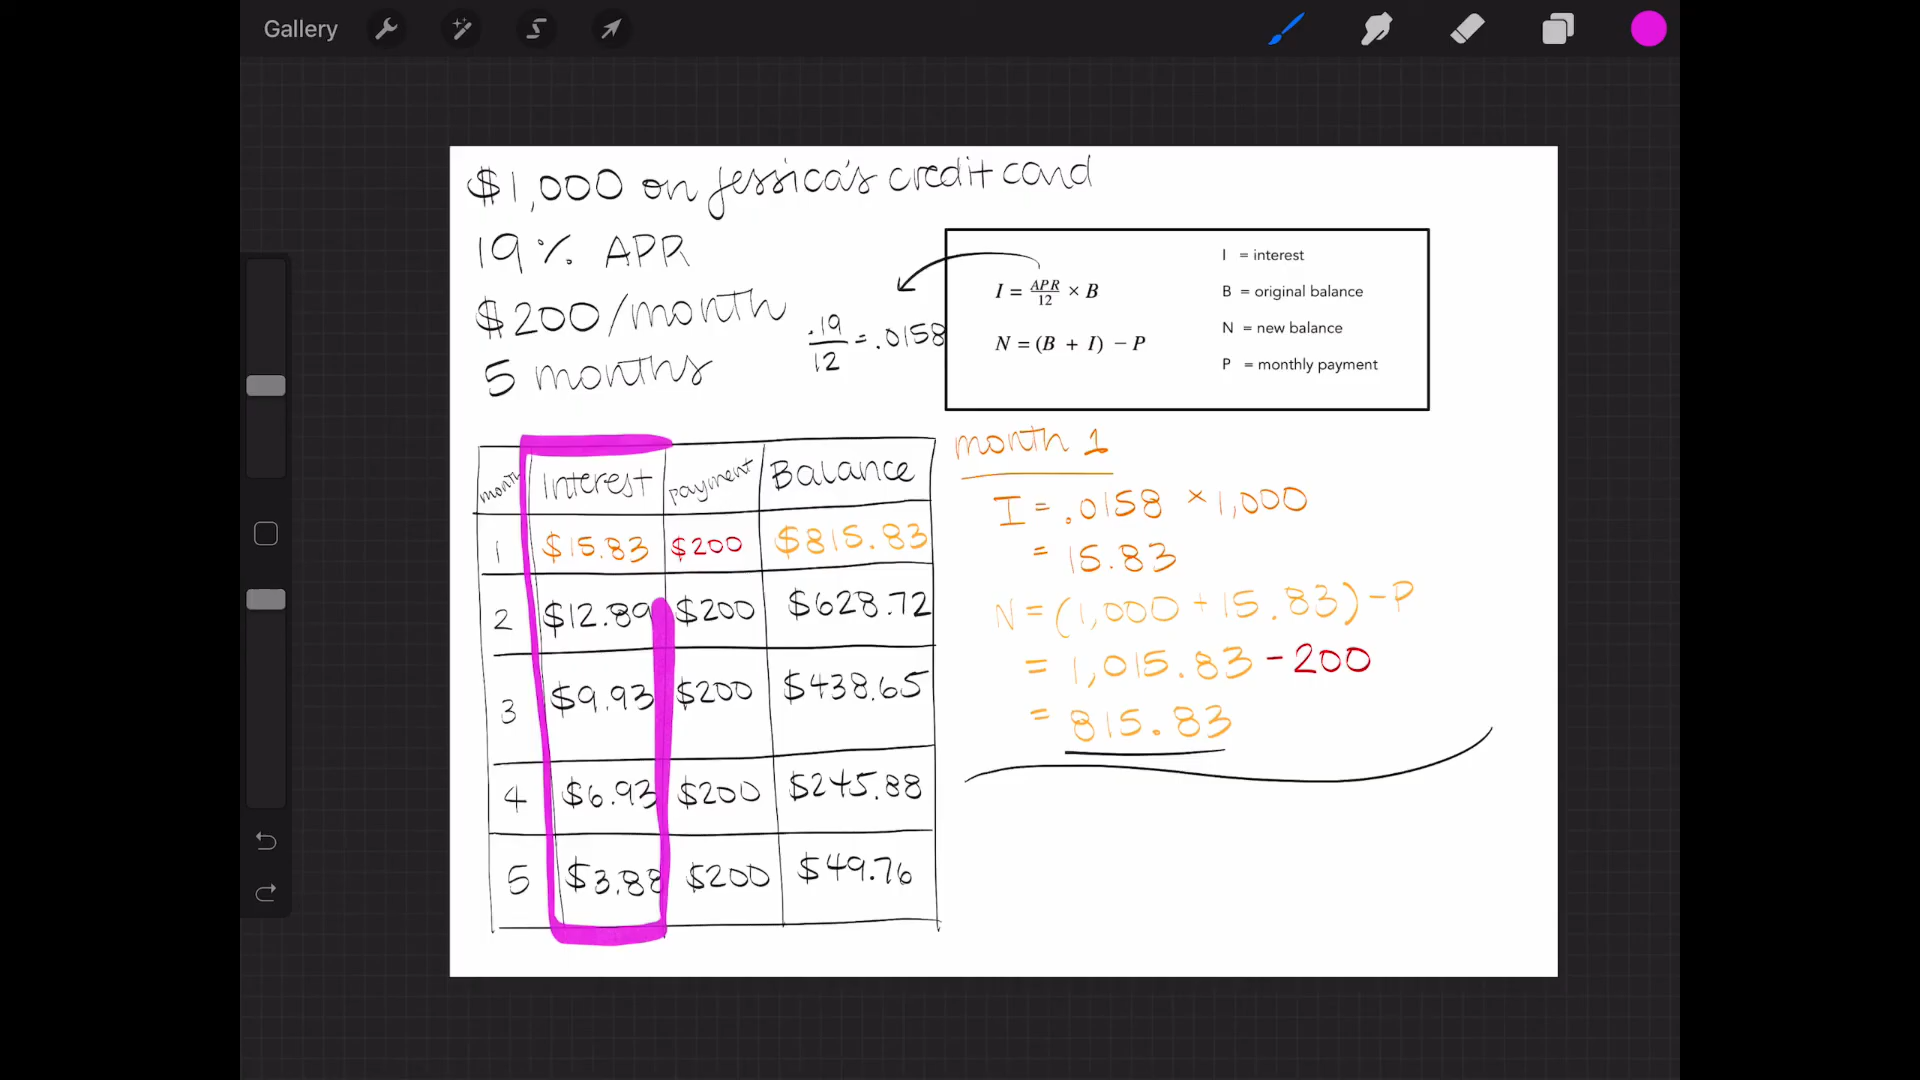 Gallery
$1,000 on Jessica's credit card
19% APR
$200/month
5 months
.19/12 = .0158
I = APR/12 × B
N = (B + I) − P
I = interest
B = original balance
N = new balance
P = monthly payment
month Interest payment Balance
1 $15.83 $200 $815.83
2 $12.89 $200 $628.72
3 $9.93 $200 $438.65
4 $6.93 $200 $245.88
5 $3.88 $200 $49.76
month 1
I = .0158 × 1,000
= 15.83
N = (1,000 + 15.83) - P
= 1,015.83 - 200
= 815.83